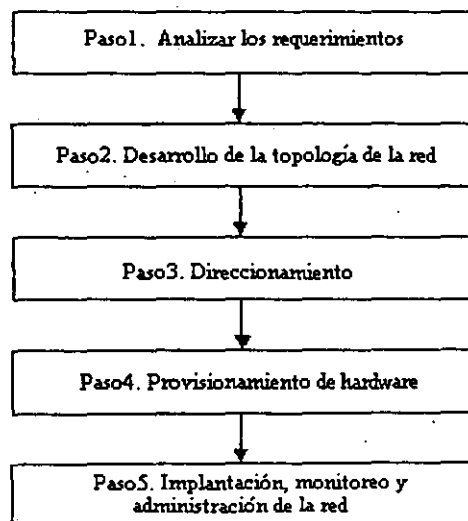 Paso1. Analizar los requerimientos
Paso2. Desarrollo de la topología de la red
Paso3. Direccionamiento
Paso4. Provisionamiento de hardware
Paso5. Implantación, monitoreo y
administración de la red